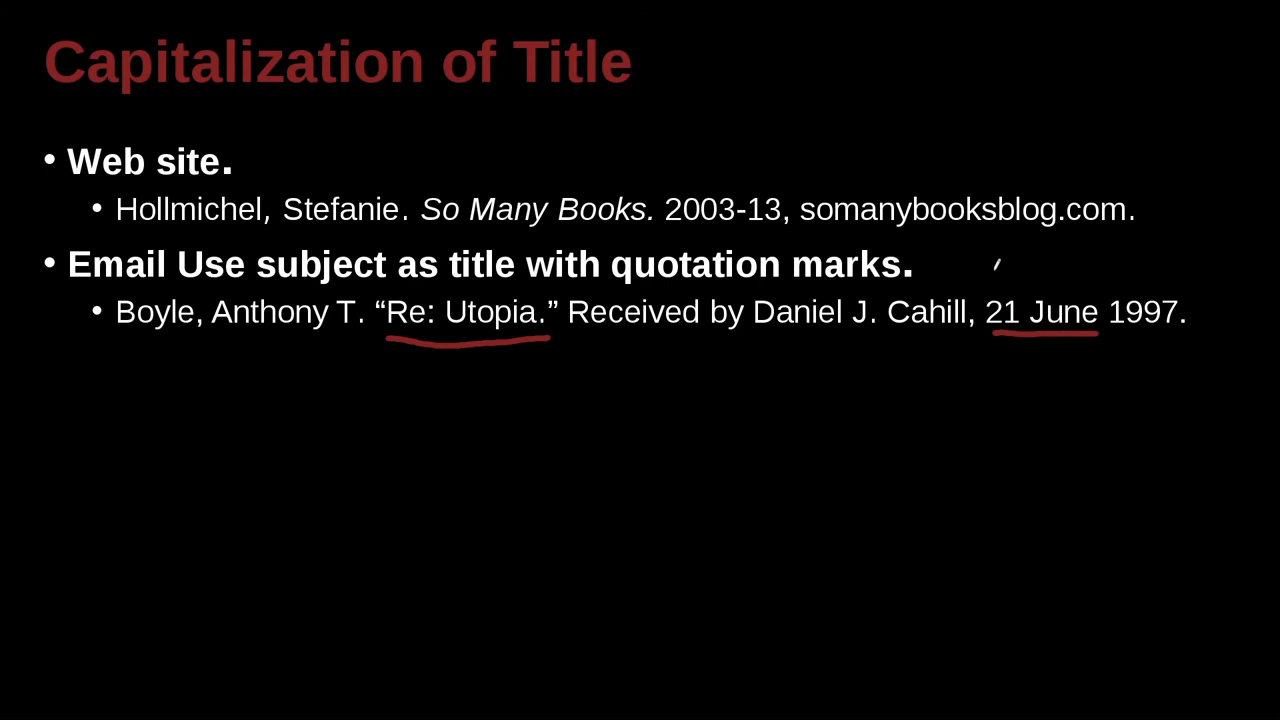 Capitalization of Title
• Web site.
• Hollmichel, Stefanie. So Many Books. 2003-13, somanybooksblog.com.
• Email Use subject as title with quotation marks.
• Boyle, Anthony T. “Re: Utopia.” Received by Daniel J. Cahill, 21 June 1997.